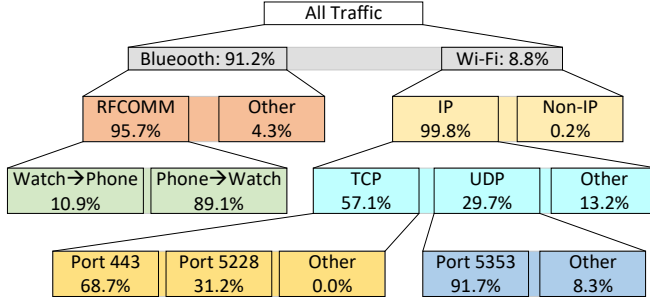 All Traffic
Blueooth: 91.2%
Wi-Fi: 8.8%
RFCOMM
95.7%
Other
4.3%
IP
99.8%
Non-IP
0.2%
Watch→Phone
10.9%
Phone→Watch
89.1%
TCP
57.1%
UDP
29.7%
Other
13.2%
Port 443
68.7%
Port 5228
31.2%
Other
0.0%
Port 5353
91.7%
Other
8.3%